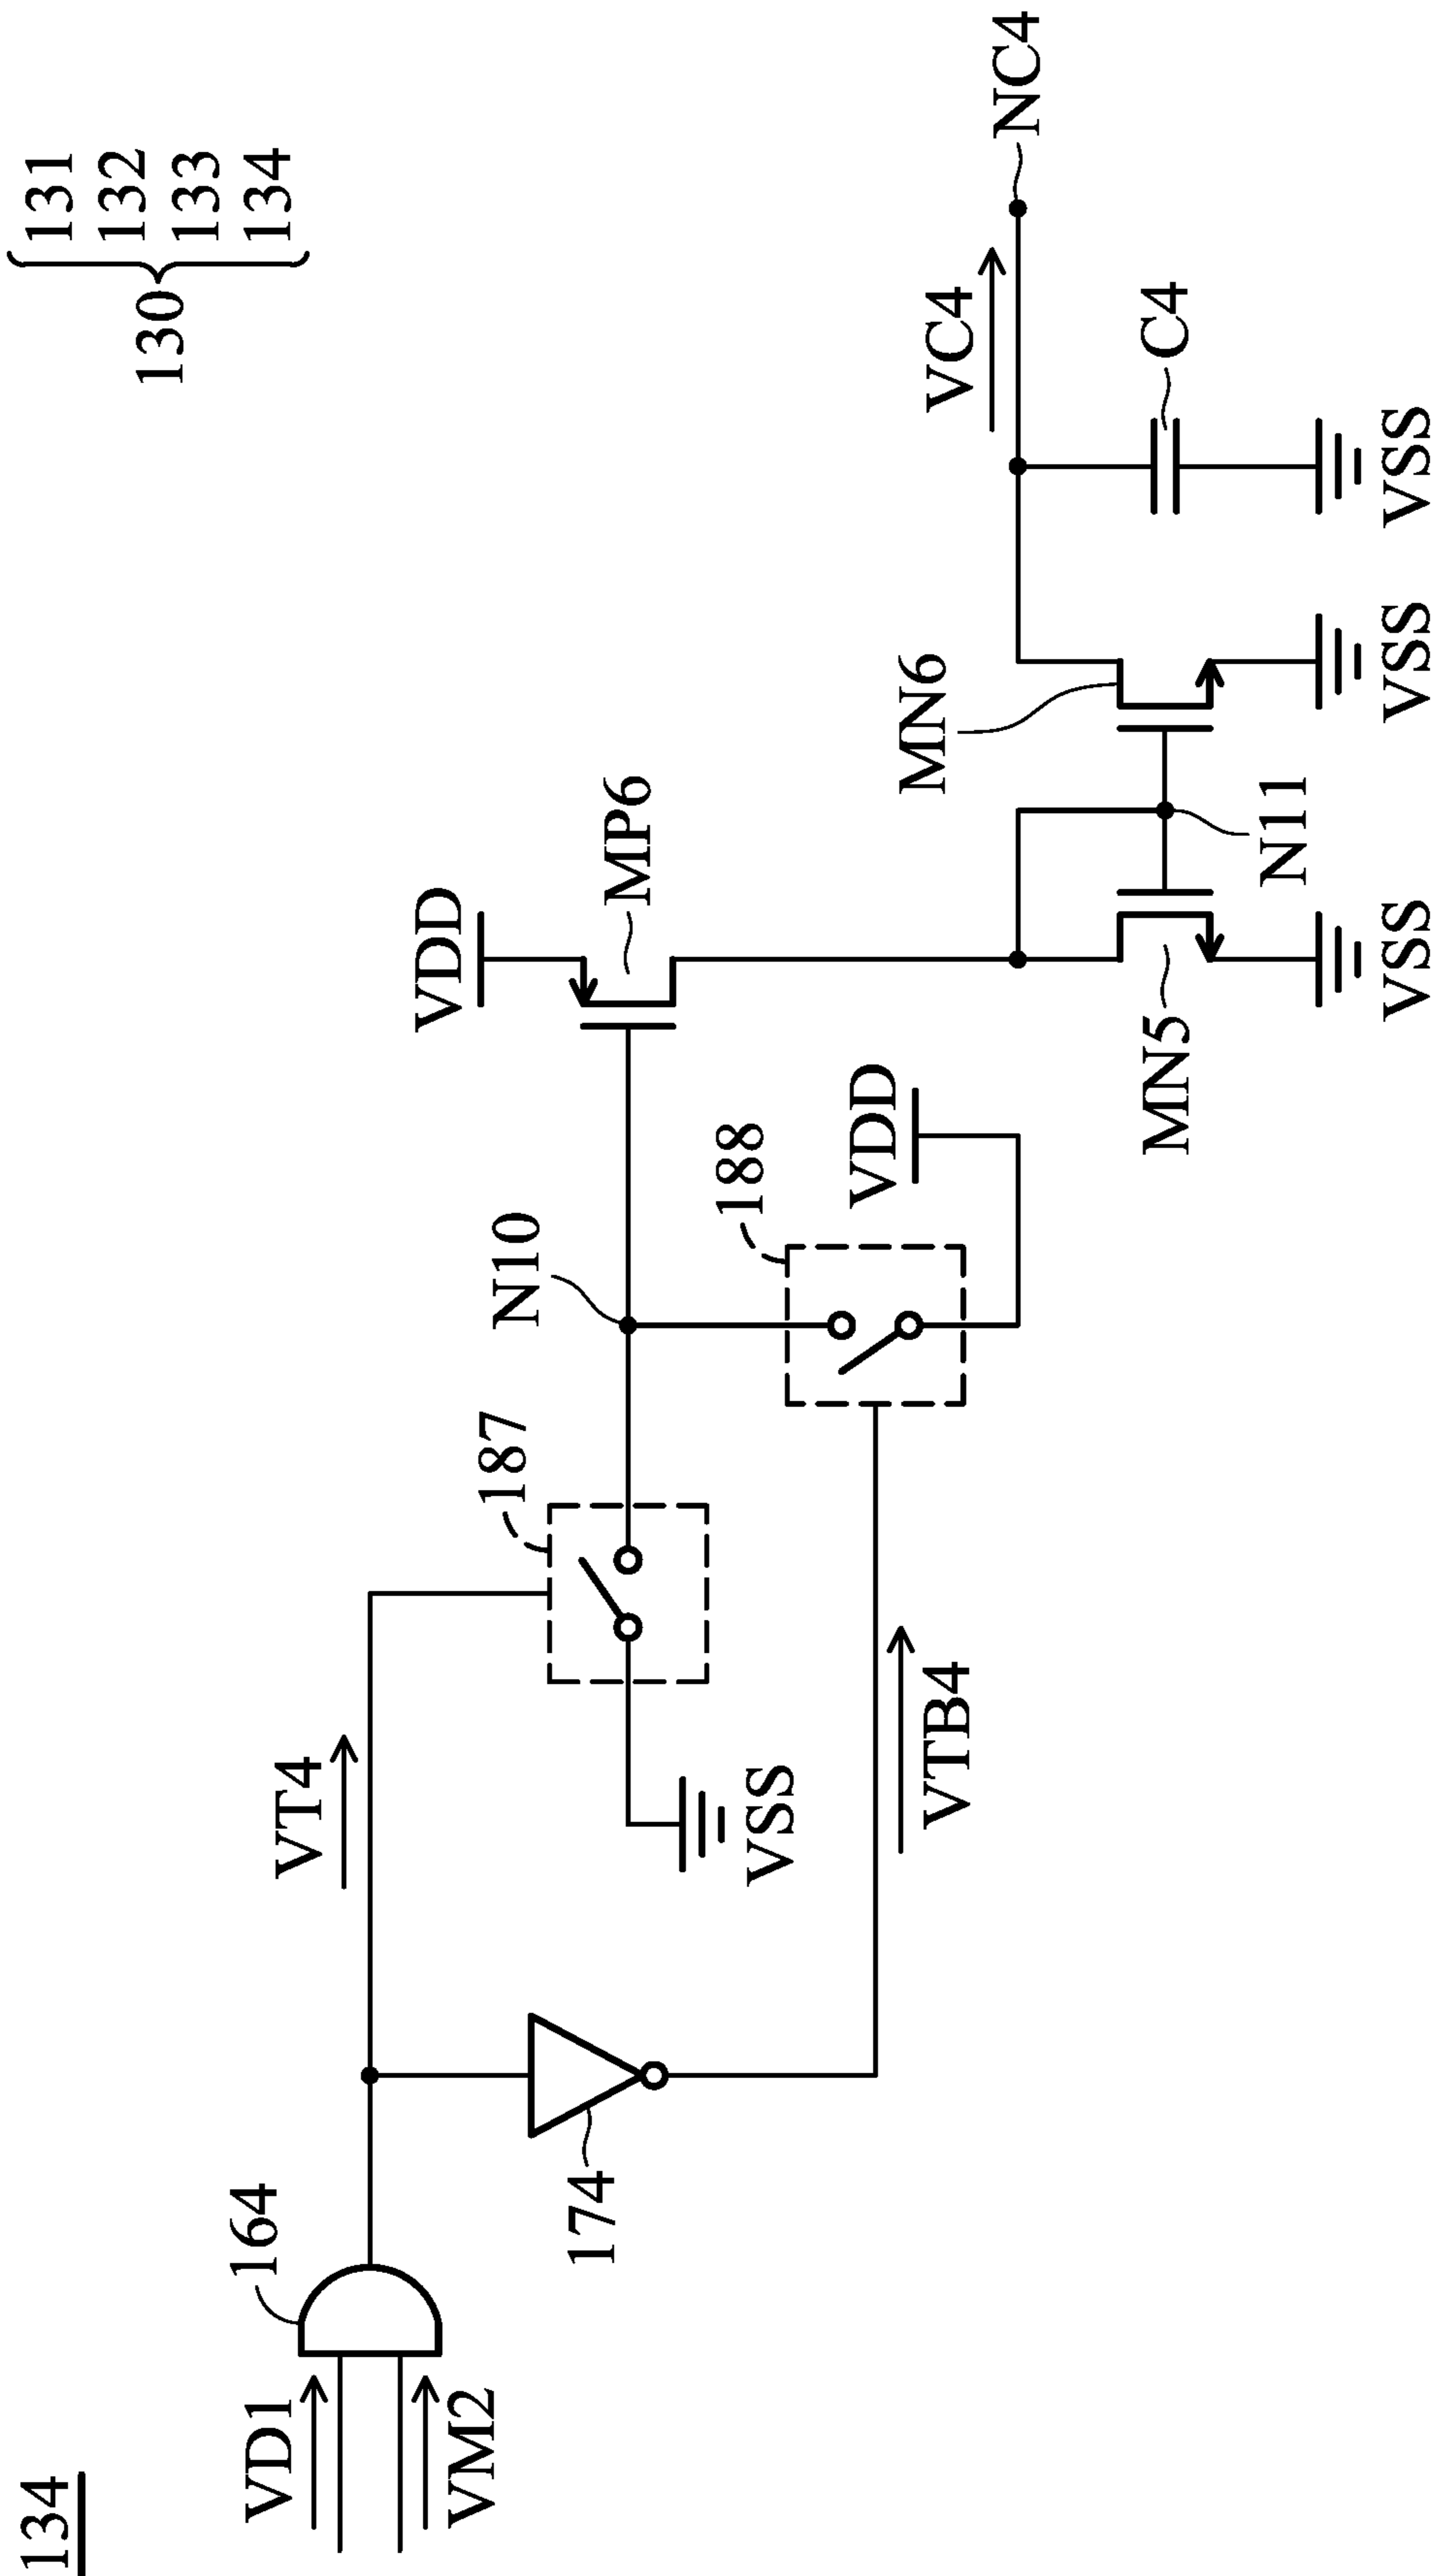 134
130
131
132
133
134
VD1
VM2
164
174
VT4
VTB4
VSS
187
N10
188
VDD
VDD
MP6
MN5
VSS
N11
MN6
VSS
VC4
C4
VSS
NC4